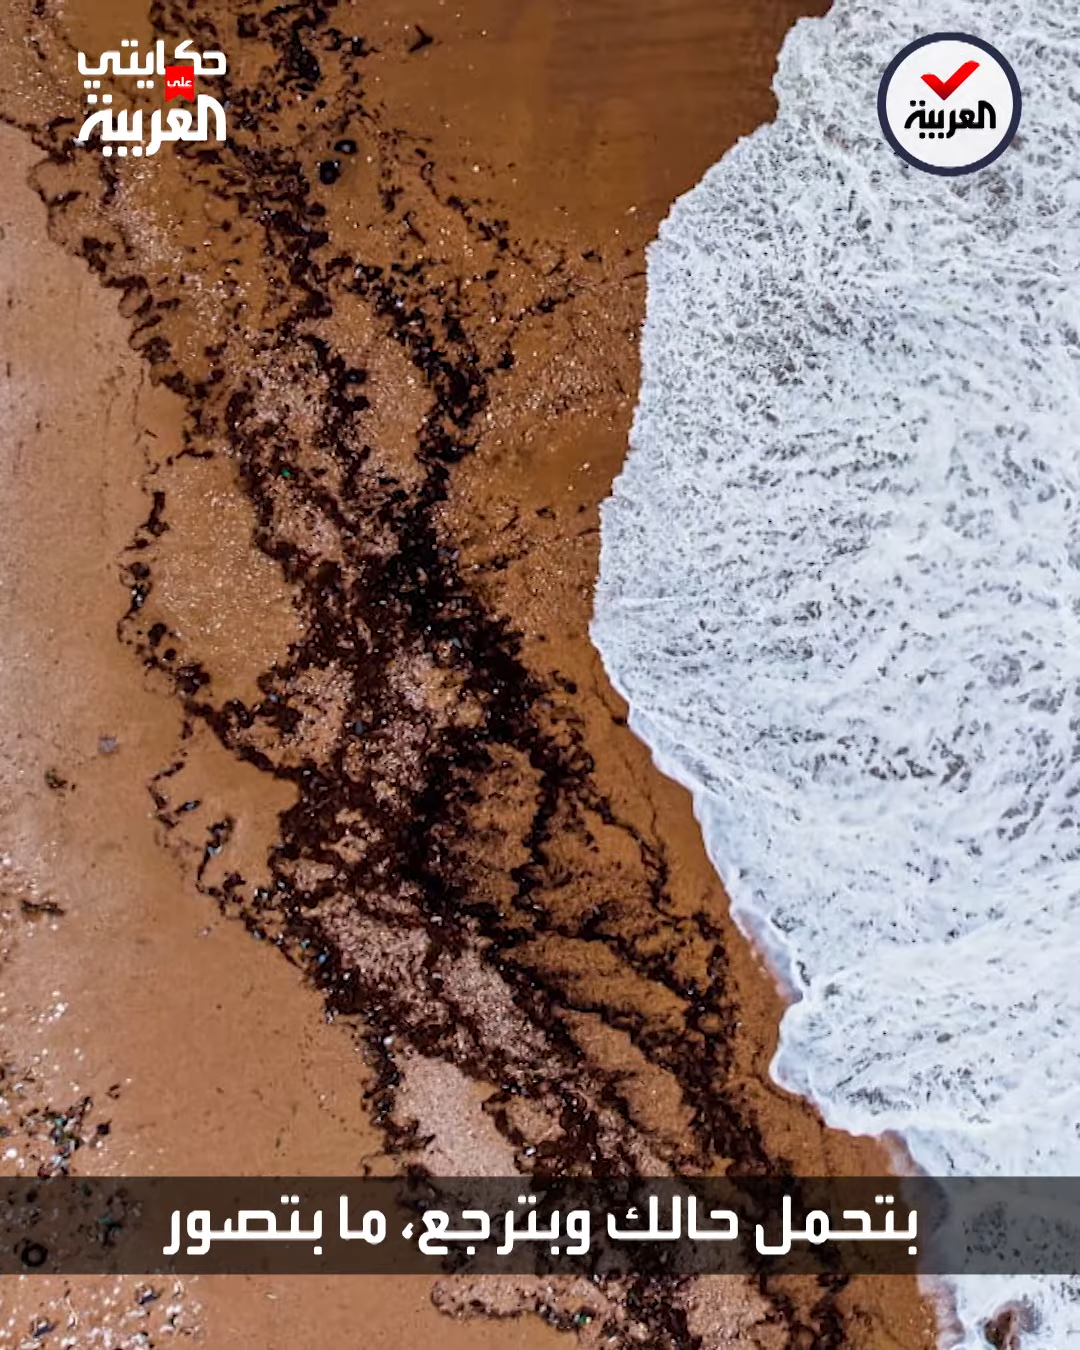 حكايتي
على
العربية
العربية
بتحمل حالك وبترجع، ما بتصور